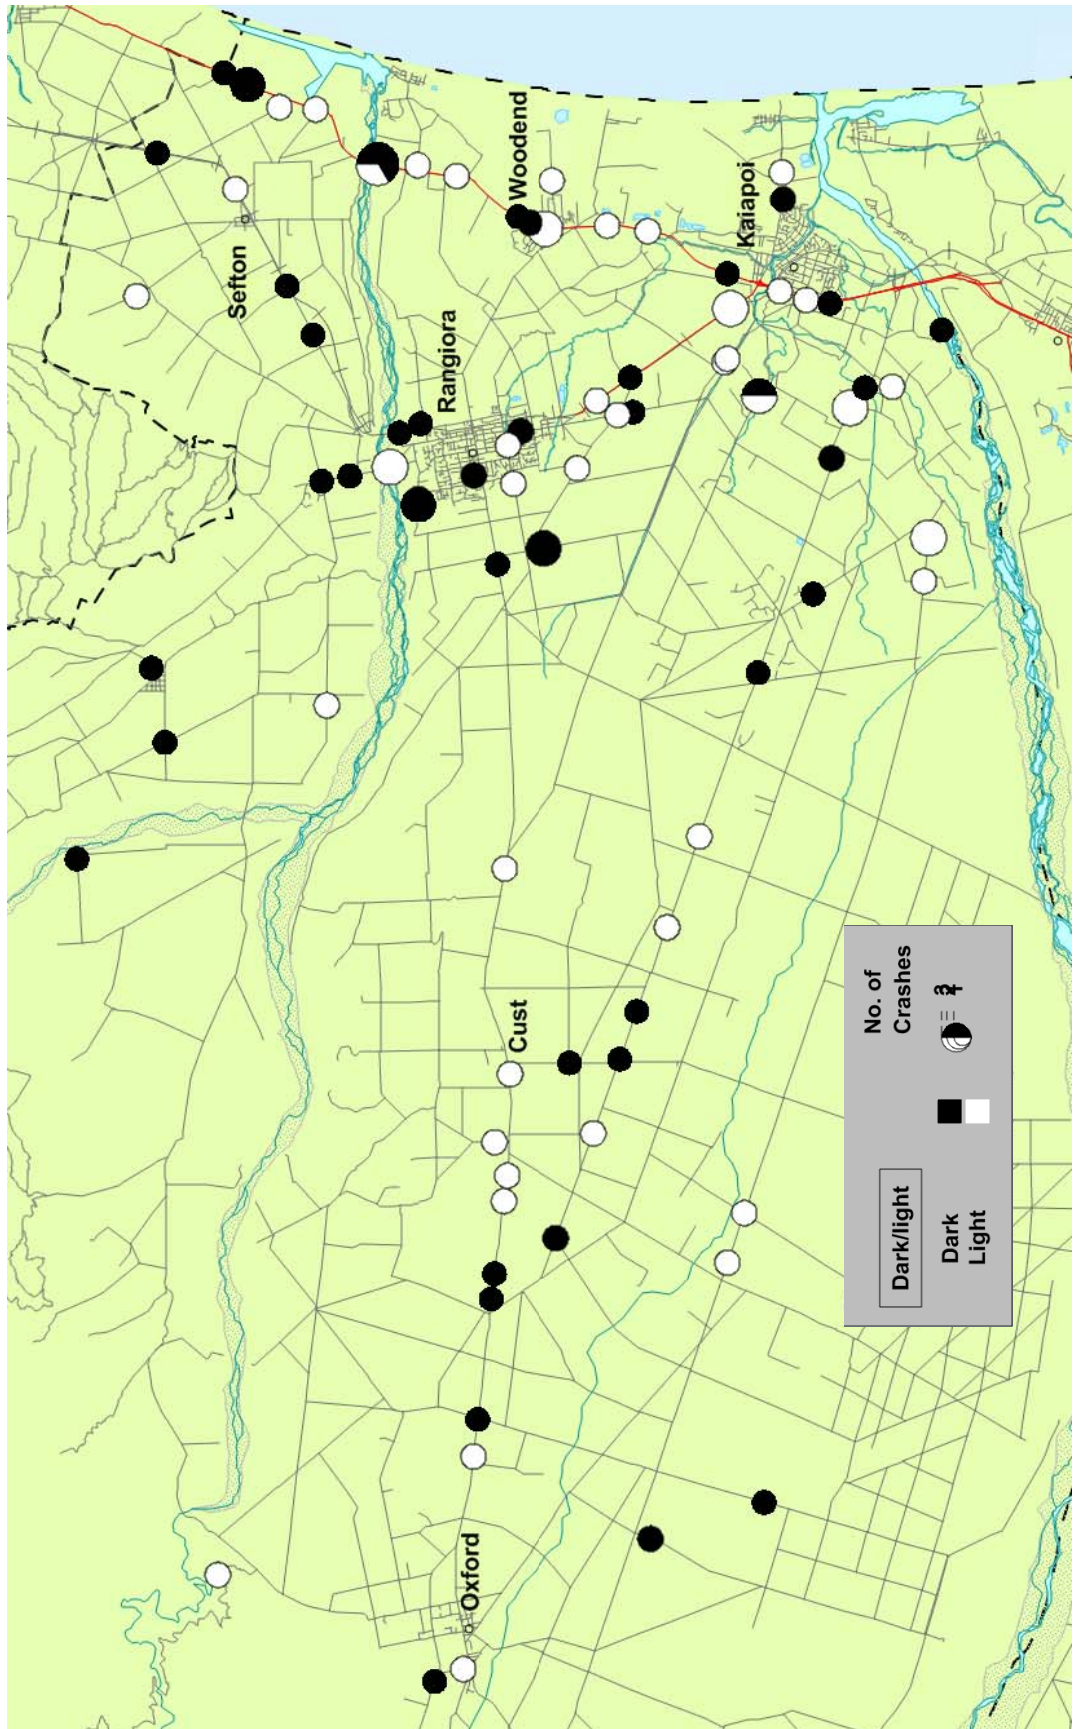 Sefton
Rangiora
Woodend
Kaiapoi
Cust
Oxford
Dark/light
Dark
Light
No. of
Crashes